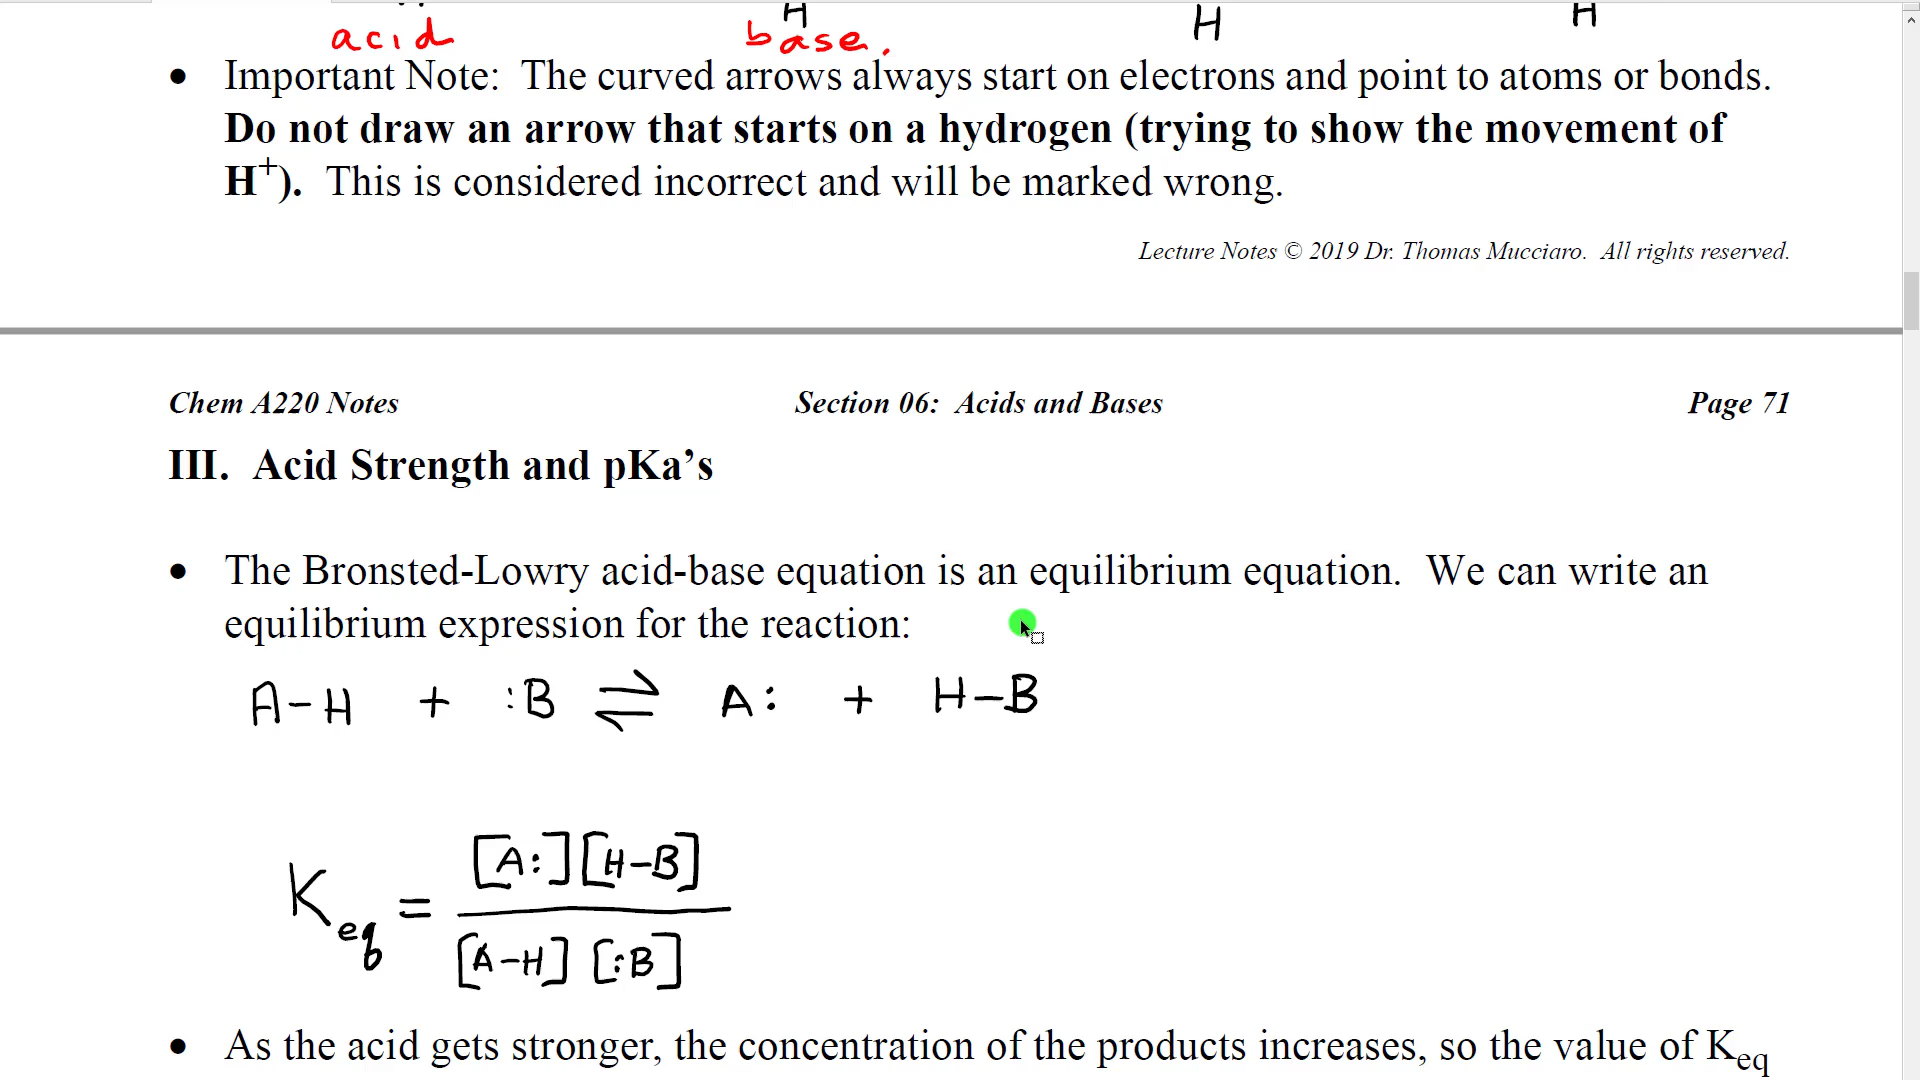 H H H
acid base.
• Important Note: The curved arrows always start on electrons and point to atoms or bonds.
Do not draw an arrow that starts on a hydrogen (trying to show the movement of
H⁺). This is considered incorrect and will be marked wrong.
Lecture Notes © 2019 Dr. Thomas Mucciaro. All rights reserved.
Chem A220 Notes Section 06: Acids and Bases Page 71
III. Acid Strength and pKa’s
• The Bronsted-Lowry acid-base equation is an equilibrium equation. We can write an
equilibrium expression for the reaction:
A–H + :B ⇌ A: + H–B
[A:][H–B]
K_eq =
[A–H] [:B]
• As the acid gets stronger, the concentration of the products increases, so the value of K_eq